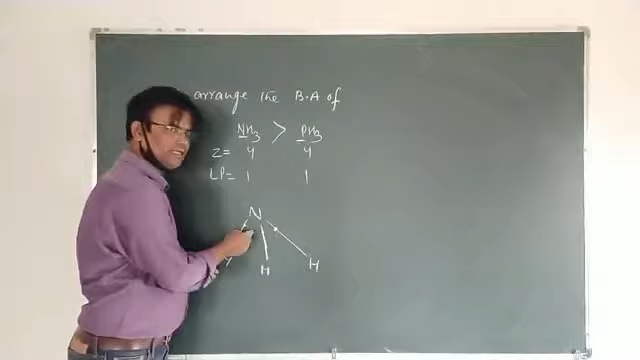 arrange the B.A of
NH3 > PH3
Z= 4 4
LP= 1 1
N
H H